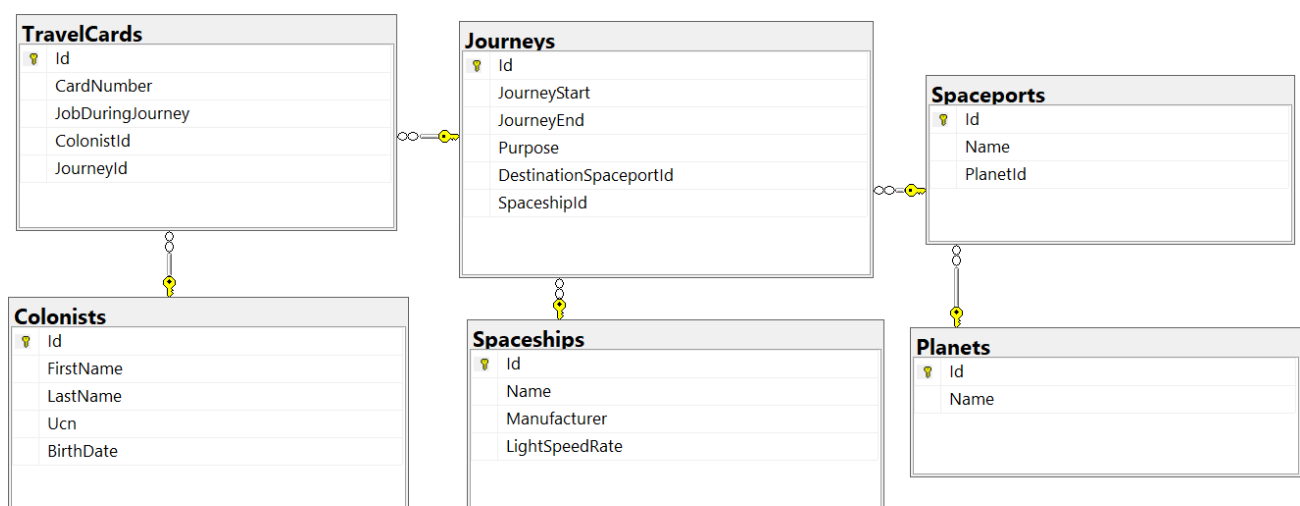 TravelCards
Id
CardNumber
JobDuringJourney
ColonistId
JourneyId
Journeys
Id
JourneyStart
JourneyEnd
Purpose
DestinationSpaceportId
SpaceshipId
Spaceports
Id
Name
PlanetId
Colonists
Id
FirstName
LastName
Ucn
BirthDate
Spaceships
Id
Name
Manufacturer
LightSpeedRate
Planets
Id
Name